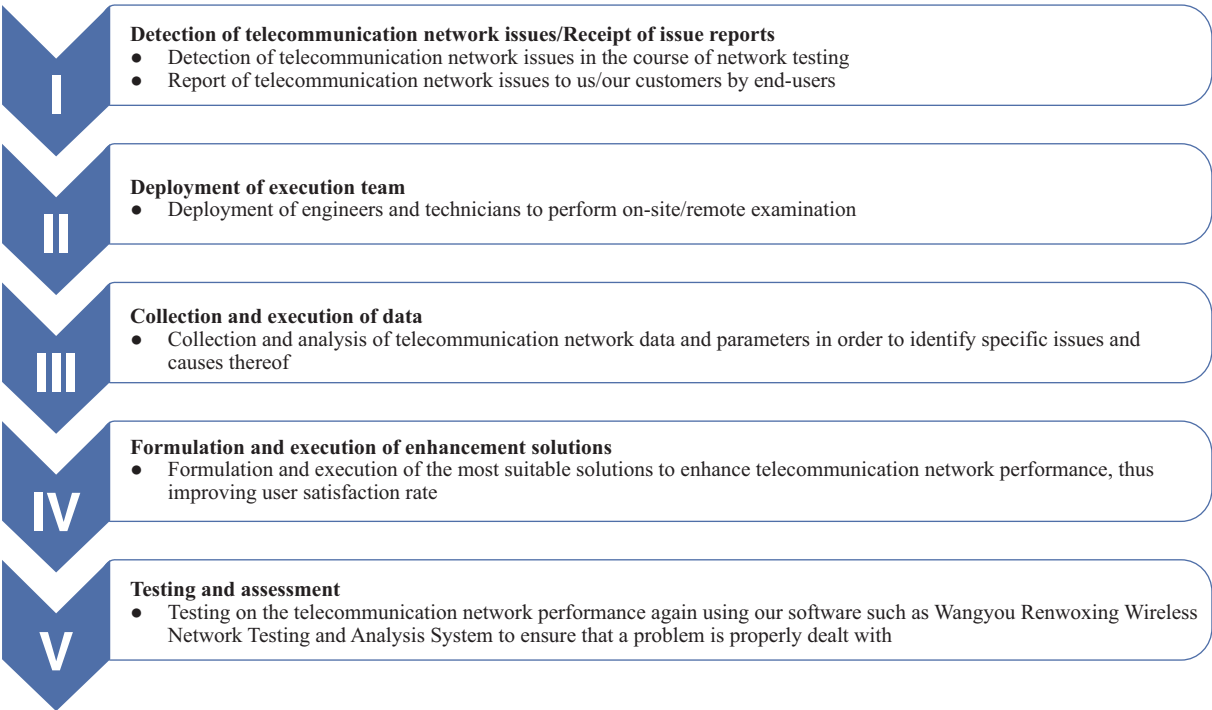 I
Detection of telecommunication network issues/Receipt of issue reports
● Detection of telecommunication network issues in the course of network testing
● Report of telecommunication network issues to us/our customers by end-users
II
Deployment of execution team
● Deployment of engineers and technicians to perform on-site/remote examination
III
Collection and execution of data
● Collection and analysis of telecommunication network data and parameters in order to identify specific issues and
causes thereof
IV
Formulation and execution of enhancement solutions
● Formulation and execution of the most suitable solutions to enhance telecommunication network performance, thus
improving user satisfaction rate
V
Testing and assessment
● Testing on the telecommunication network performance again using our software such as Wangyou Renwoxing Wireless
Network Testing and Analysis System to ensure that a problem is properly dealt with